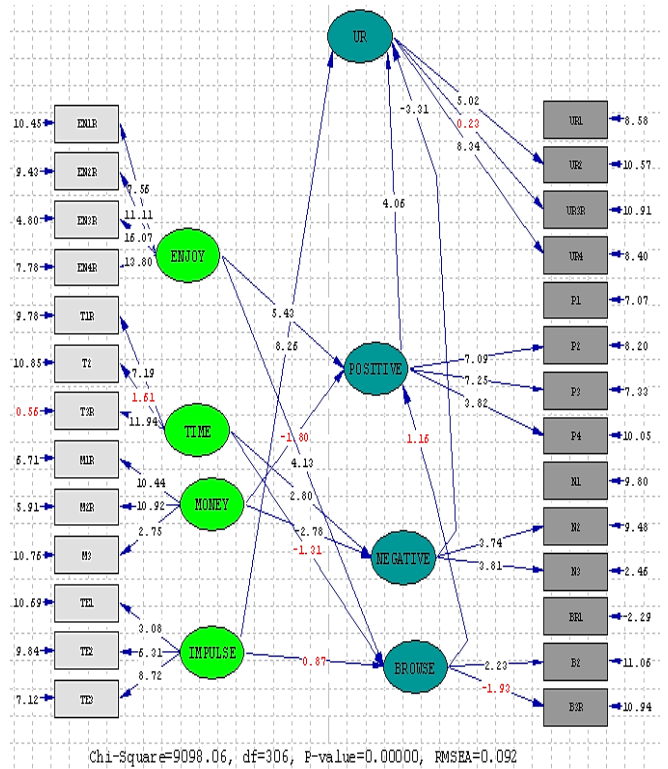 UR
-3.31
5.02
0.23
8.34
10.45
EN1R
UR1
8.58
9.43
EN2R
7.55
UR2
10.57
4.80
EN3R
11.11
4.06
UR3R
10.91
16.07
7.78
EN4R
13.80
ENJOY
UR4
8.40
9.78
T1R
5.43
P1
7.07
8.25
10.85
T2
7.19
POSITIVE
7.09
P2
8.20
1.61
7.25
P3
7.33
0.56
T3R
11.94
3.82
TIME
-1.80
1.16
P4
10.05
6.71
M1R
4.13
10.44
N1
9.80
5.91
M2R
10.92
MONEY
2.80
2.75
-2.78
N2
9.48
10.76
M3
-1.31
NEGATIVE
3.74
3.81
N3
2.46
10.69
TE1
3.08
BR1
-2.29
9.84
TE2
5.31
IMPULSE
0.87
BROWSE
2.23
B2
11.06
8.72
-1.93
7.12
TE3
B3R
10.94
Chi-Square=9098.06, df=306, P-value=0.00000, RMSEA=0.092